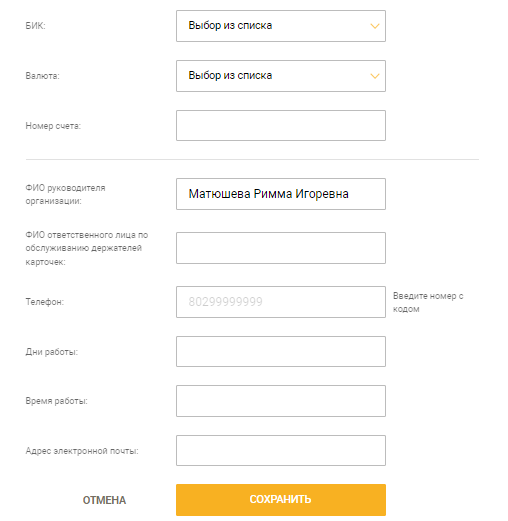 БИК:
Выбор из списка
Валюта:
Выбор из списка
Номер счета:
ФИО руководителя
организации:
Матюшева Римма Игоревна
ФИО ответственного лица по
обслуживанию держателей
карточек:
Телефон:
80299999999
Введите номер с
кодом
Дни работы:
Время работы:
Адрес электронной почты:
ОТМЕНА
СОХРАНИТЬ